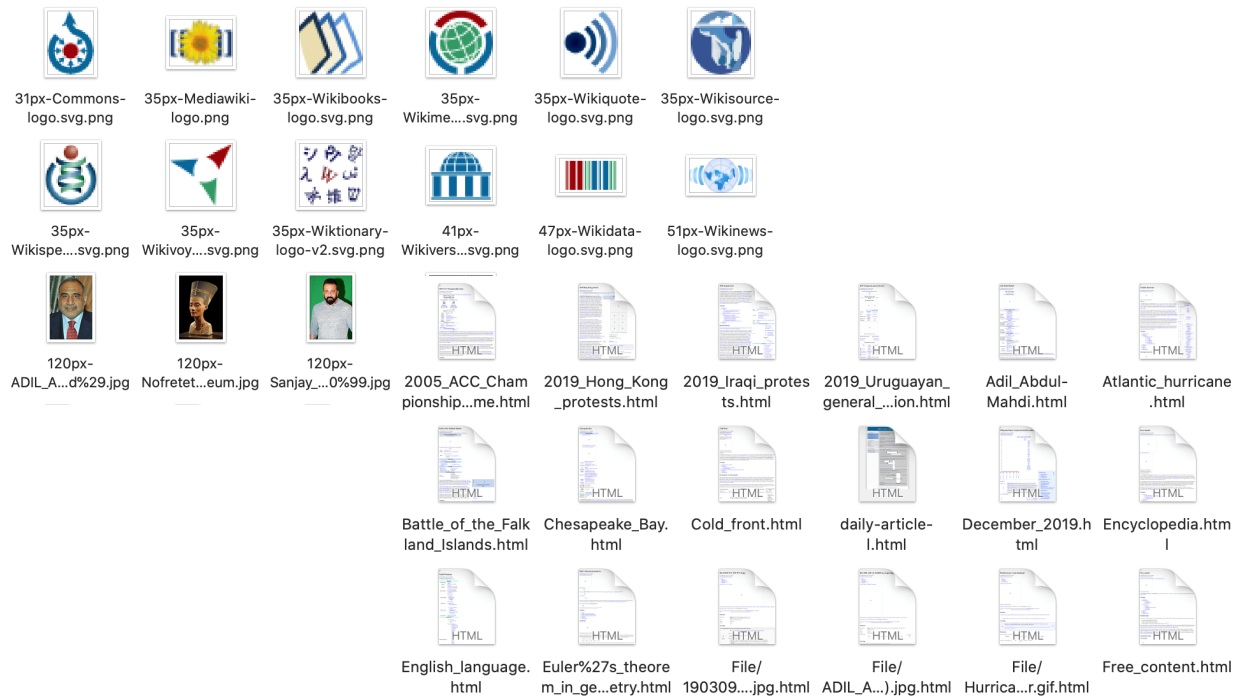 31px-Commons-
logo.svg.png
35px-Mediawiki-
logo.png
35px-Wikibooks-
logo.svg.png
35px-
Wikime....svg.png
35px-Wikiquote-
logo.svg.png
35px-Wikisource-
logo.svg.png
35px-
Wikispe....svg.png
35px-
Wikivoy....svg.png
35px-Wiktionary-
logo-v2.svg.png
41px-
Wikivers...svg.png
47px-Wikidata-
logo.svg.png
51px-Wikinews-
logo.svg.png
120px-
ADIL_A...d%29.jpg
120px-
Nofretet...eum.jpg
120px-
Sanjay_...0%99.jpg
HTML
2005_ACC_Cham
pionship...me.html
HTML
2019_Hong_Kong
_protests.html
HTML
2019_Iraqi_protes
ts.html
HTML
2019_Uruguayan_
general_...ion.html
HTML
Adil_Abdul-
Mahdi.html
HTML
Atlantic_hurricane
.html
HTML
Battle_of_the_Falk
land_Islands.html
HTML
Chesapeake_Bay.
html
HTML
Cold_front.html
HTML
daily-article-
l.html
HTML
December_2019.h
tml
HTML
Encyclopedia.htm
l
HTML
English_language.
html
HTML
Euler%27s_theore
m_in_ge...etry.html
HTML
File/
190309....jpg.html
HTML
File/
ADIL_A...).jpg.html
HTML
File/
Hurrica...r.gif.html
HTML
Free_content.html